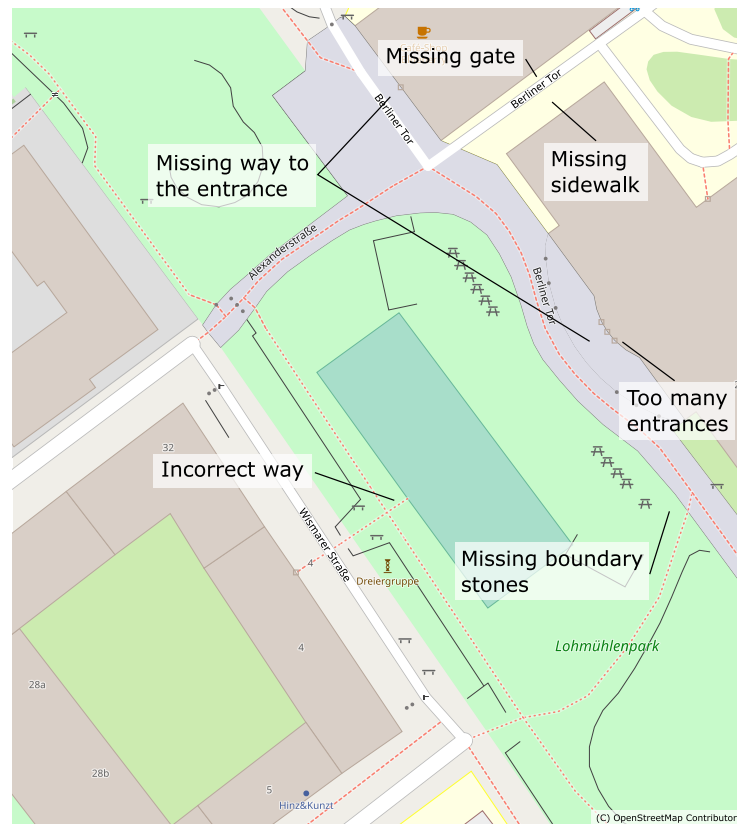 Missing gate
Berliner Tor
Berliner Tor
Missing way to
the entrance
Missing
sidewalk
Alexanderstraße
Berliner Tor
Too many
entrances
32
Incorrect way
Wismarer Straße
4
Dreiergruppe
Missing boundary
stones
4
Lohmühlenpark
28a
28b
5
Hinz&Kunzt
(C) OpenStreetMap Contributor